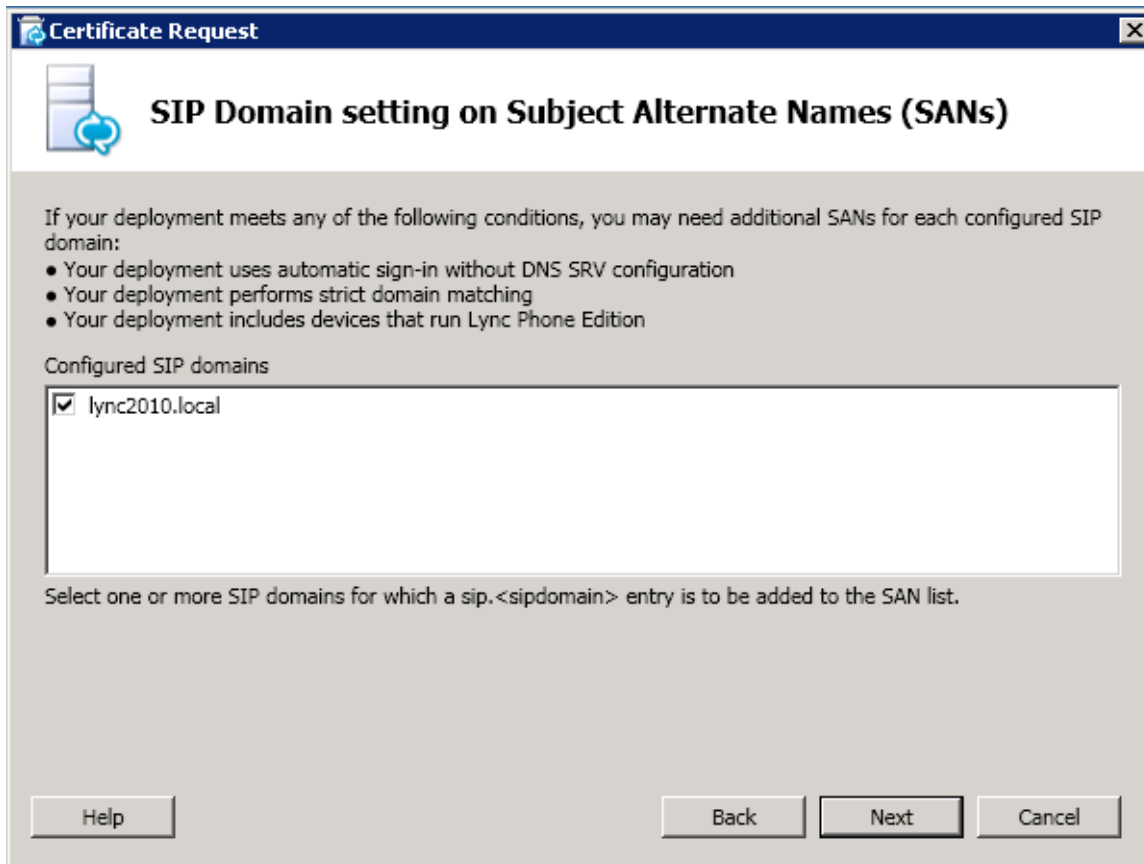 Certificate Request
SIP Domain setting on Subject Alternate Names (SANs)
If your deployment meets any of the following conditions, you may need additional SANs for each configured SIP
domain:
● Your deployment uses automatic sign-in without DNS SRV configuration
● Your deployment performs strict domain matching
● Your deployment includes devices that run Lync Phone Edition
Configured SIP domains
lync2010.local
Select one or more SIP domains for which a sip.<sipdomain> entry is to be added to the SAN list.
Help
Back
Next
Cancel